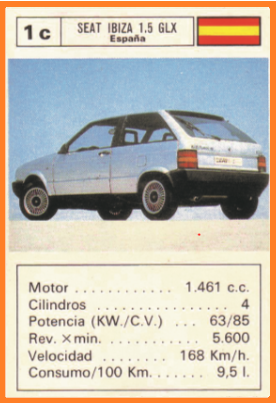 1 c
SEAT IBIZA 1.5 GLX
España
Motor ............ 1.461 c.c.
Cilindros ............ 4
Potencia (KW./C.V.) ... 63/85
Rev. × min. ........... 5.600
Velocidad ....... 168 Km/h.
Consumo/100 Km. ....... 9,5 l.